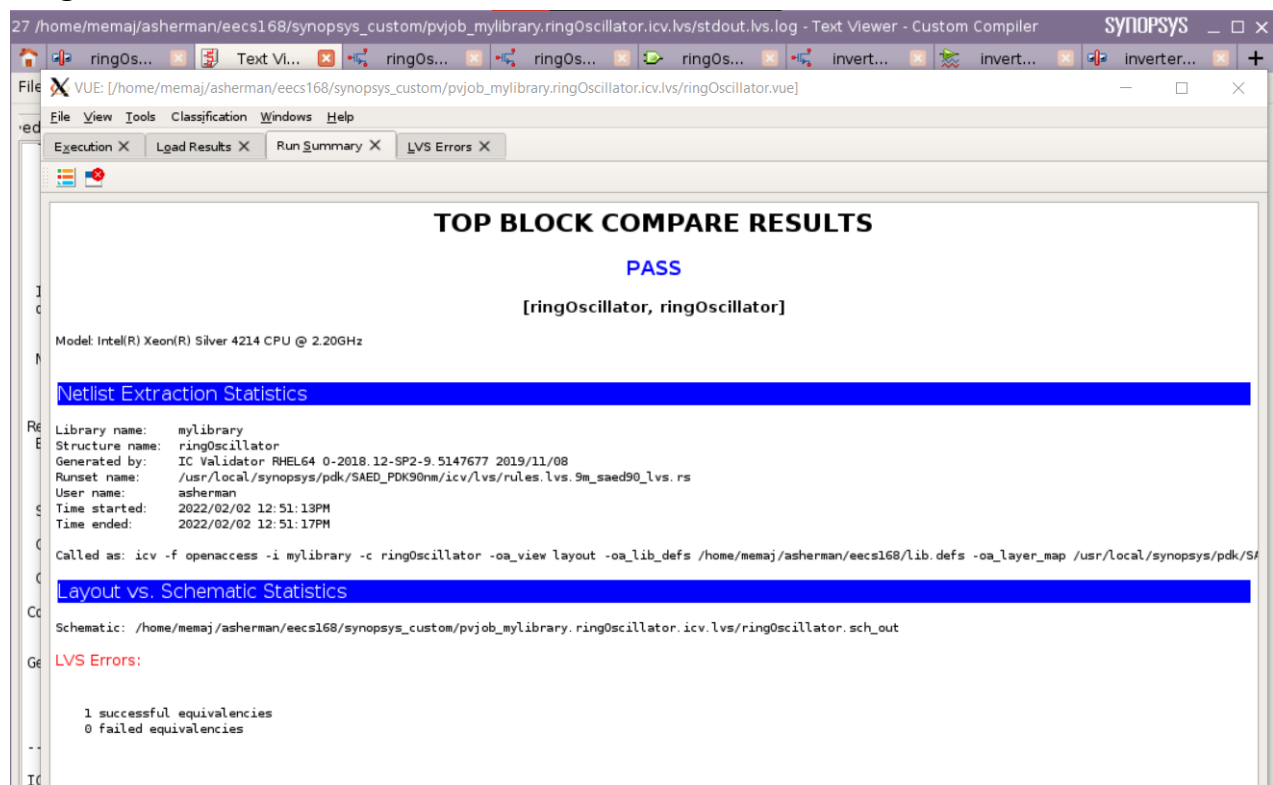 27 /home/memaj/asherman/eecs168/synopsys_custom/pvjob_mylibrary.ringOscillator.icv.lvs/stdout.lvs.log - Text Viewer - Custom Compiler SYNOPSYS
ringOs... Text Vi... ringOs... ringOs... ringOs... invert... invert... inverter...
File
VUE: [/home/memaj/asherman/eecs168/synopsys_custom/pvjob_mylibrary.ringOscillator.icv.lvs/ringOscillator.vue]
File View Tools Classification Windows Help
Execution Load Results Run Summary LVS Errors
TOP BLOCK COMPARE RESULTS
PASS
[ringOscillator, ringOscillator]
Model: Intel(R) Xeon(R) Silver 4214 CPU @ 2.20GHz
Netlist Extraction Statistics
Library name: mylibrary
Structure name: ringOscillator
Generated by: IC Validator RHEL64 O-2018.12-SP2-9.5147677 2019/11/08
Runset name: /usr/local/synopsys/pdk/SAED_PDK90nm/icv/lvs/rules.lvs.9m_saed90_lvs.rs
User name: asherman
Time started: 2022/02/02 12:51:13PM
Time ended: 2022/02/02 12:51:17PM
Called as: icv -f openaccess -i mylibrary -c ringOscillator -oa_view layout -oa_lib_defs /home/memaj/asherman/eecs168/lib.defs -oa_layer_map /usr/local/synopsys/pdk/SA
Layout vs. Schematic Statistics
Schematic: /home/memaj/asherman/eecs168/synopsys_custom/pvjob_mylibrary.ringOscillator.icv.lvs/ringOscillator.sch_out
LVS Errors:
1 successful equivalencies
0 failed equivalencies